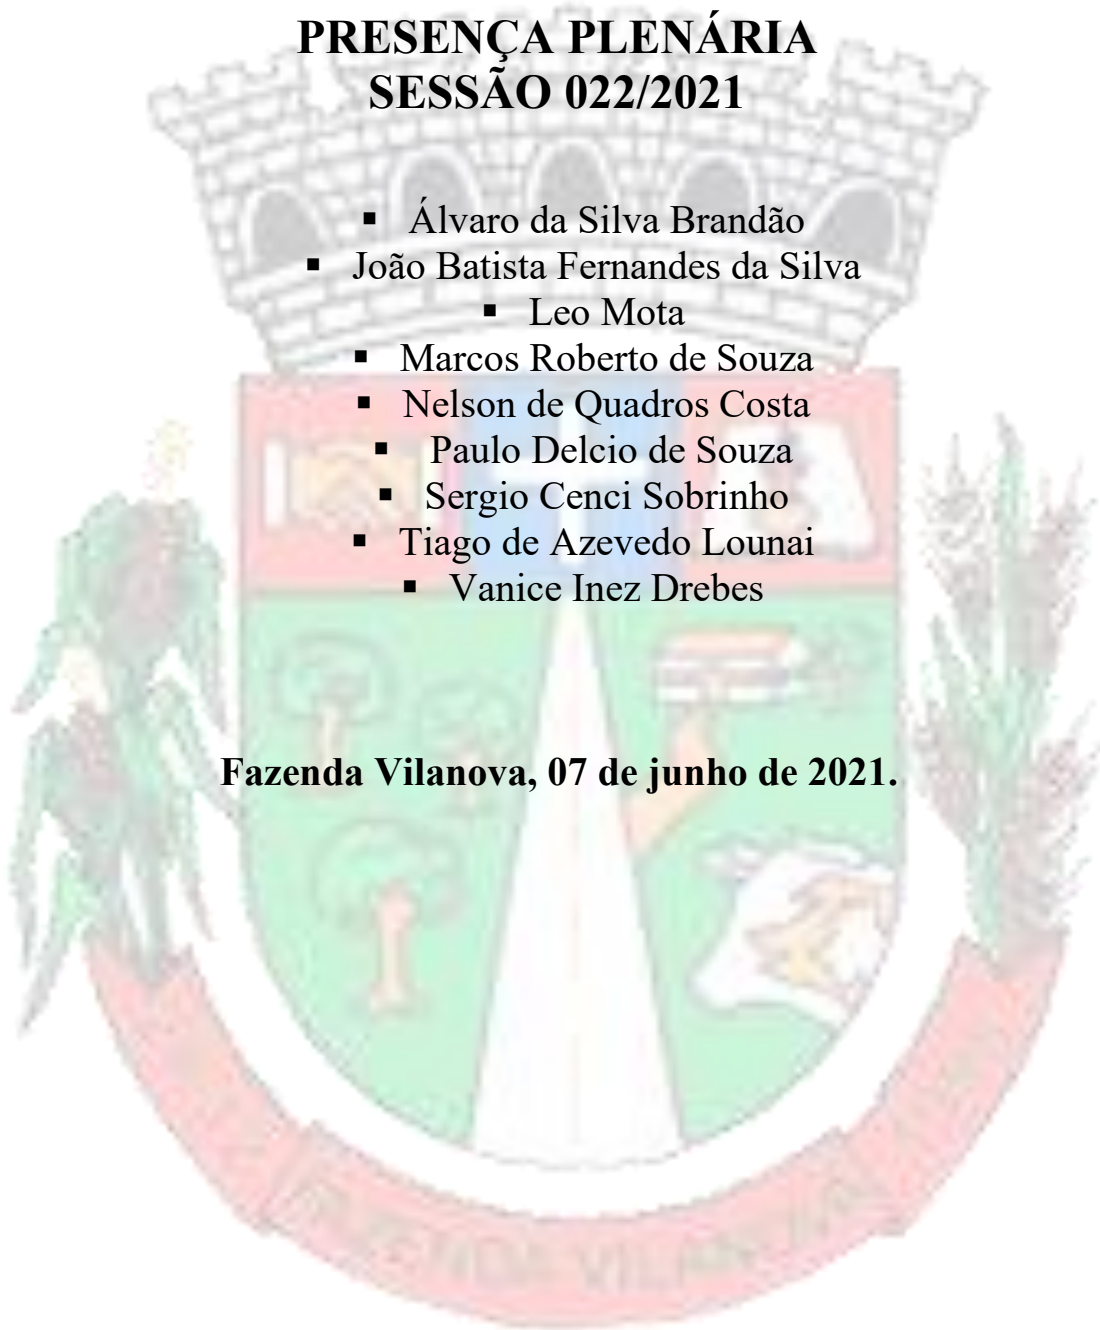 PRESENÇA PLENÁRIA
SESSÃO 022/2021
▪ Álvaro da Silva Brandão
▪ João Batista Fernandes da Silva
▪ Leo Mota
▪ Marcos Roberto de Souza
▪ Nelson de Quadros Costa
▪ Paulo Delcio de Souza
▪ Sergio Cenci Sobrinho
▪ Tiago de Azevedo Lounai
▪ Vanice Inez Drebes
Fazenda Vilanova, 07 de junho de 2021.
FAZENDA VILANOVA